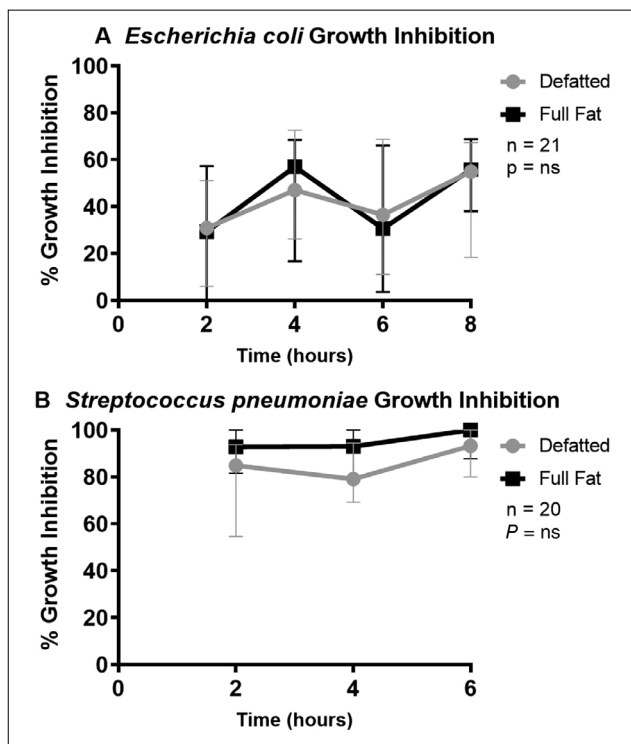 A Escherichia coli Growth Inhibition
% Growth Inhibition
100
80
60
40
20
0
0 2 4 6 8
Time (hours)
Defatted
Full Fat
n = 21
p = ns
B Streptococcus pneumoniae Growth Inhibition
% Growth Inhibition
100
80
60
40
20
0
0 2 4 6
Time (hours)
Defatted
Full Fat
n = 20
P = ns